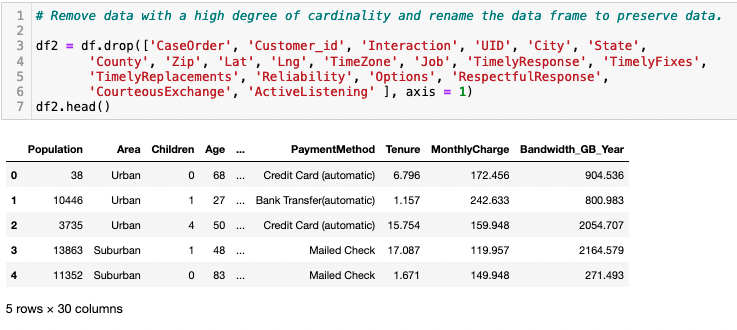 1 # Remove data with a high degree of cardinality and rename the data frame to preserve data.
2
3 df2 = df.drop(['CaseOrder', 'Customer_id', 'Interaction', 'UID', 'City', 'State',
4 'County', 'Zip', 'Lat', 'Lng', 'TimeZone', 'Job', 'TimelyResponse', 'TimelyFixes',
5 'TimelyReplacements', 'Reliability', 'Options', 'RespectfulResponse',
6 'CourteousExchange', 'ActiveListening' ], axis = 1)
7 df2.head()
Population Area Children Age ... PaymentMethod Tenure MonthlyCharge Bandwidth_GB_Year
0 38 Urban 0 68 ... Credit Card (automatic) 6.796 172.456 904.536
1 10446 Urban 1 27 ... Bank Transfer(automatic) 1.157 242.633 800.983
2 3735 Urban 4 50 ... Credit Card (automatic) 15.754 159.948 2054.707
3 13863 Suburban 1 48 ... Mailed Check 17.087 119.957 2164.579
4 11352 Suburban 0 83 ... Mailed Check 1.671 149.948 271.493
5 rows × 30 columns